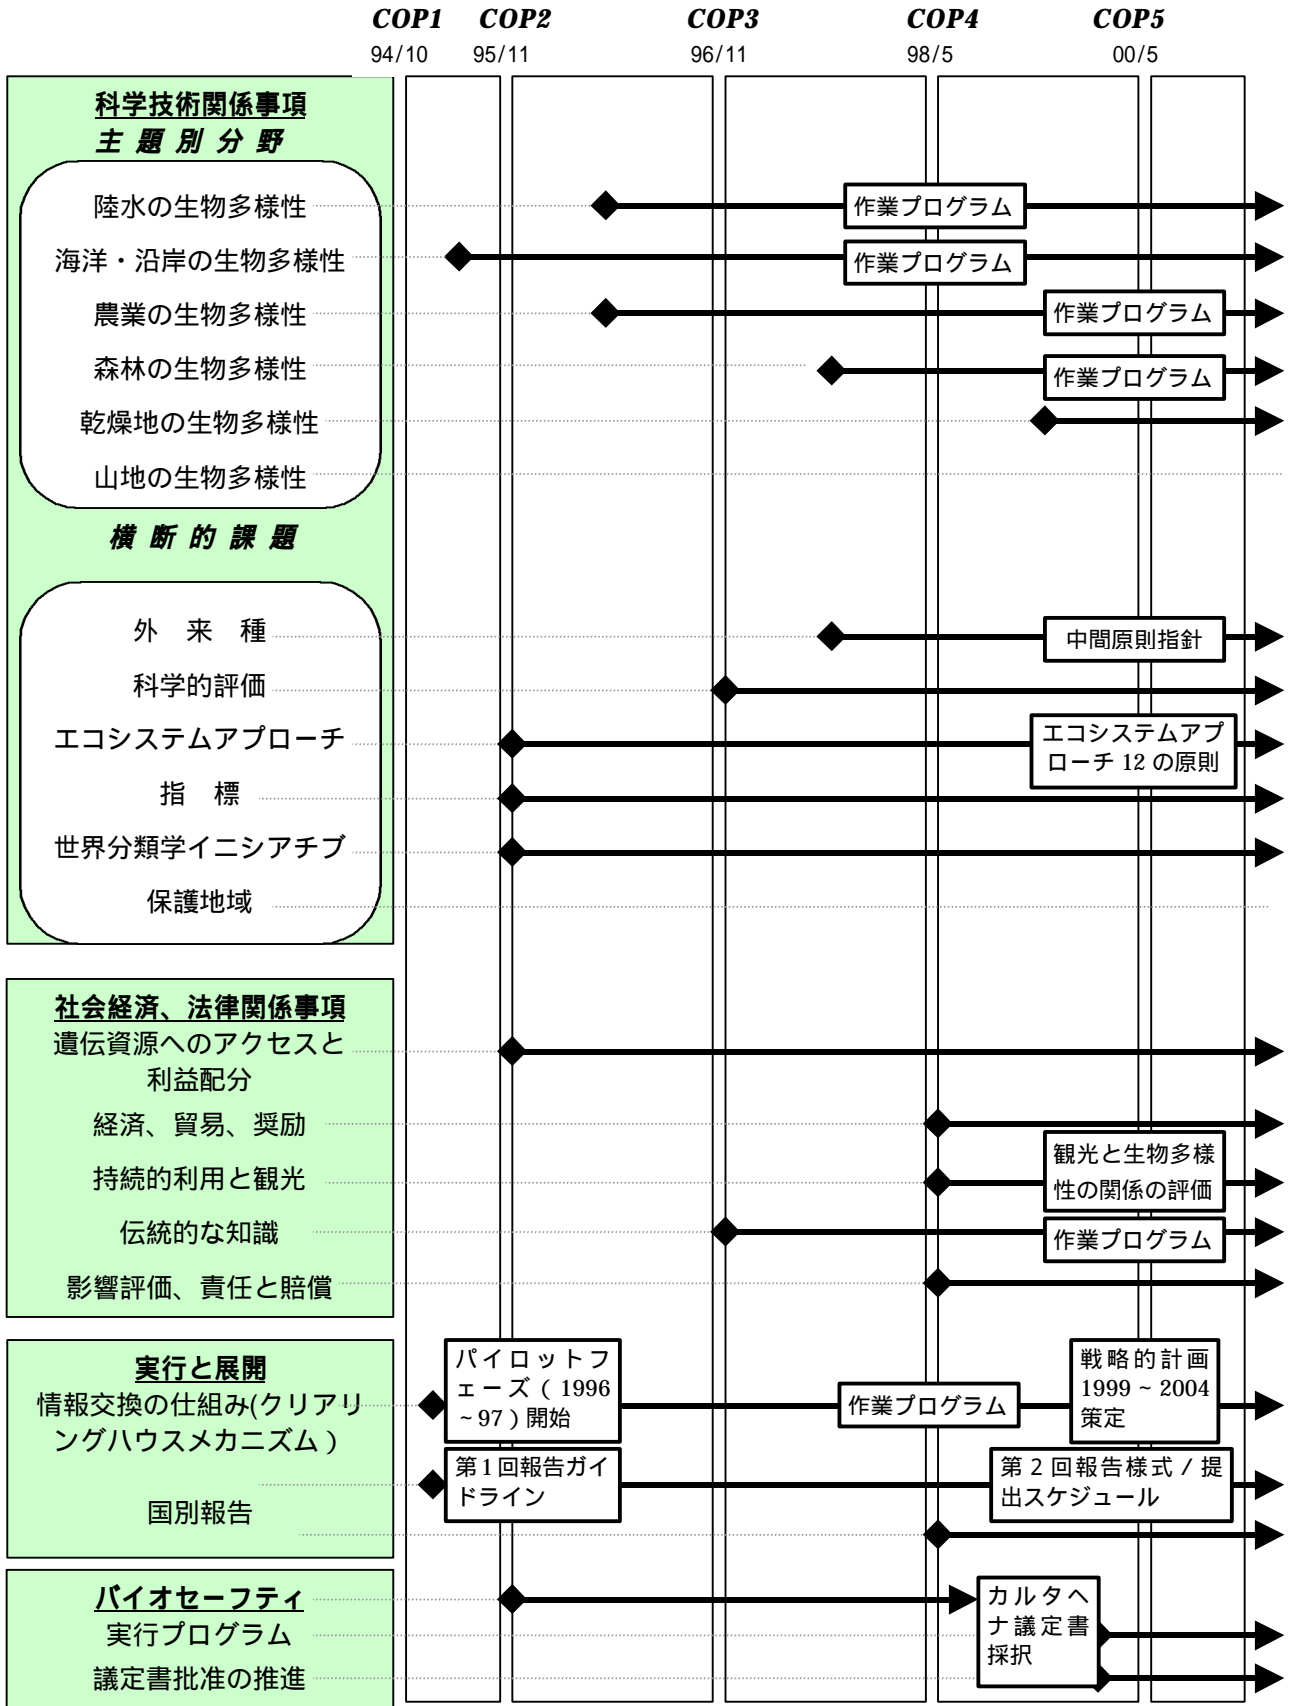 COP1 COP2 COP3 COP4 COP5
94/10 95/11 96/11 98/5 00/5
科学技術関係事項
主題別分野
陸水の生物多様性
作業プログラム
海洋・沿岸の生物多様性
作業プログラム
農業の生物多様性
作業プログラム
森林の生物多様性
作業プログラム
乾燥地の生物多様性
山地の生物多様性
横断的課題
外 来 種
中間原則指針
科学的評価
エコシステムアプローチ
エコシステムアプ
ローチ 12 の原則
指 標
世界分類学イニシアチブ
保護地域
社会経済、法律関係事項
遺伝資源へのアクセスと
利益配分
経済、貿易、奨励
持続的利用と観光
観光と生物多様
性の関係の評価
伝統的な知識
作業プログラム
影響評価、責任と賠償
実行と展開
情報交換の仕組み(クリアリ
ングハウスメカニズム)
パイロットフ
ェーズ(1996
~97)開始
作業プログラム
戦略的計画
1999~2004
策定
国別報告
第1回報告ガイ
ドライン
第2回報告様式/提
出スケジュール
バイオセーフティ
実行プログラム
議定書批准の推進
カルタヘ
ナ議定書
採択